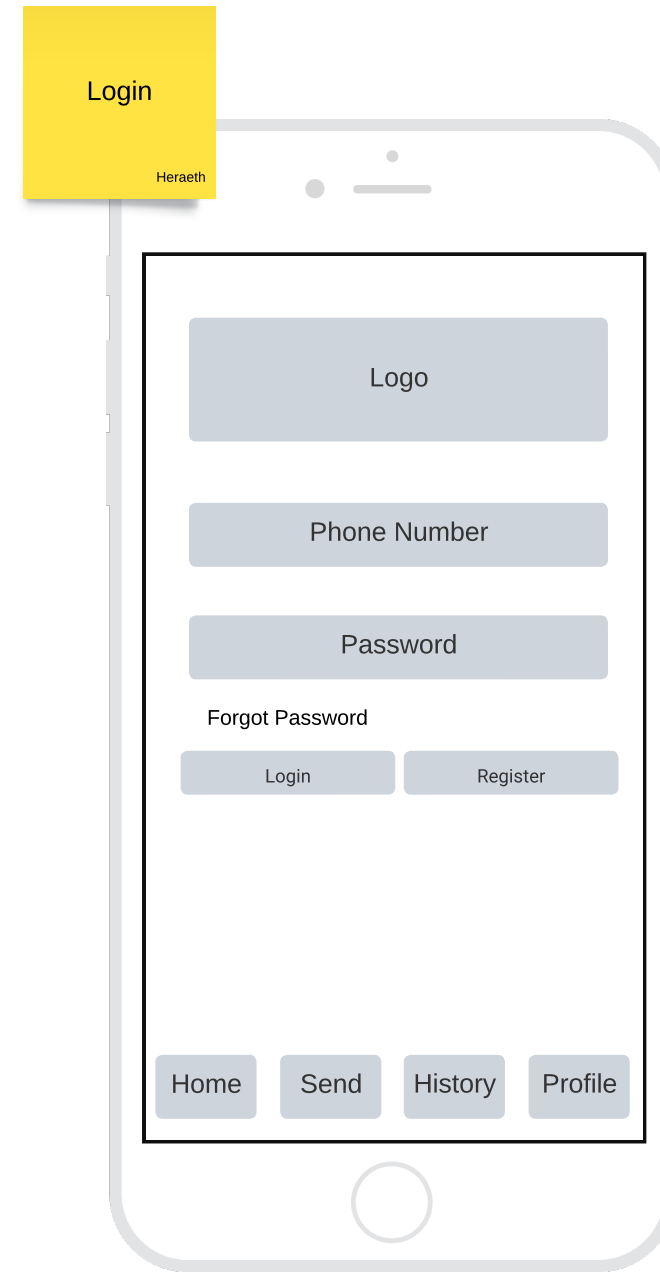 Login
Heraeth
Logo
Phone Number
Password
Forgot Password
Login Register
Home Send History Profile